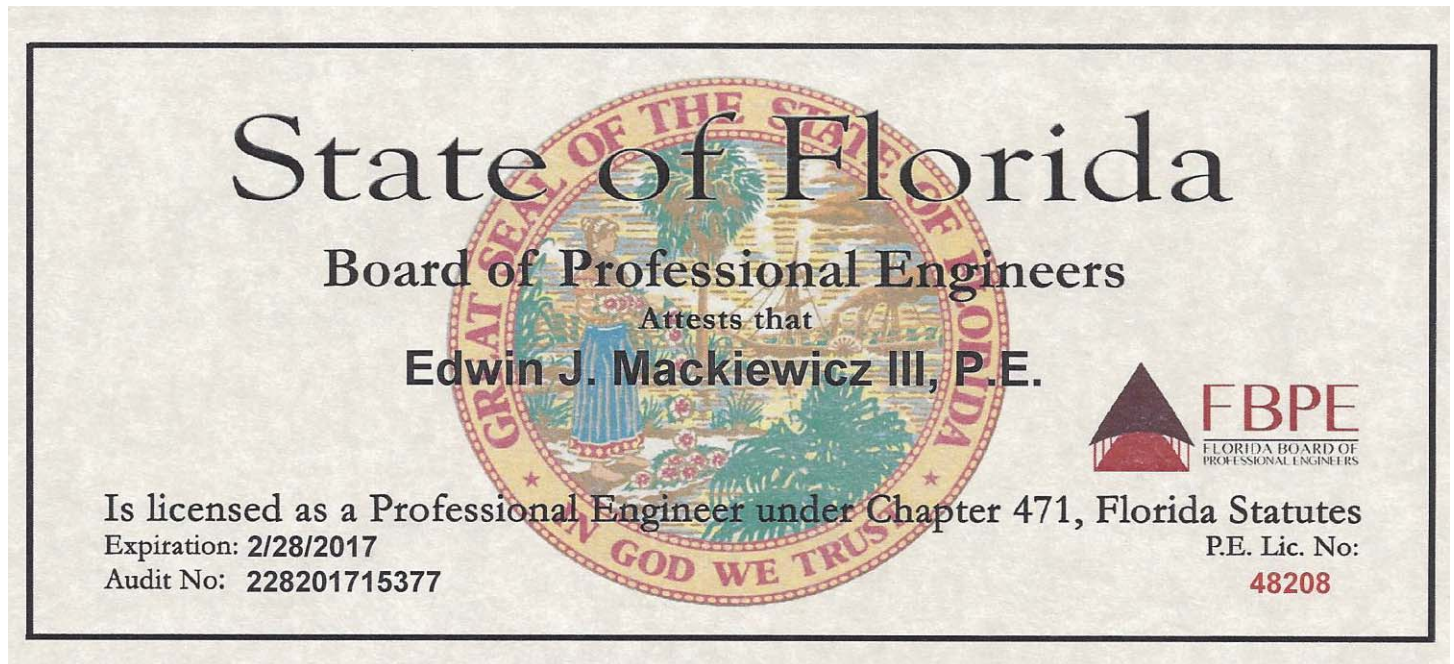 State of Florida
GREAT SEAL OF THE STATE OF FLORIDA
Board of Professional Engineers
Attests that
Edwin J. Mackiewicz III, P.E.
FBPE
FLORIDA BOARD OF
PROFESSIONAL ENGINEERS
Is licensed as a Professional Engineer under Chapter 471, Florida Statutes
Expiration: 2/28/2017
P.E. Lic. No:
Audit No: 228201715377
48208
IN GOD WE TRUST